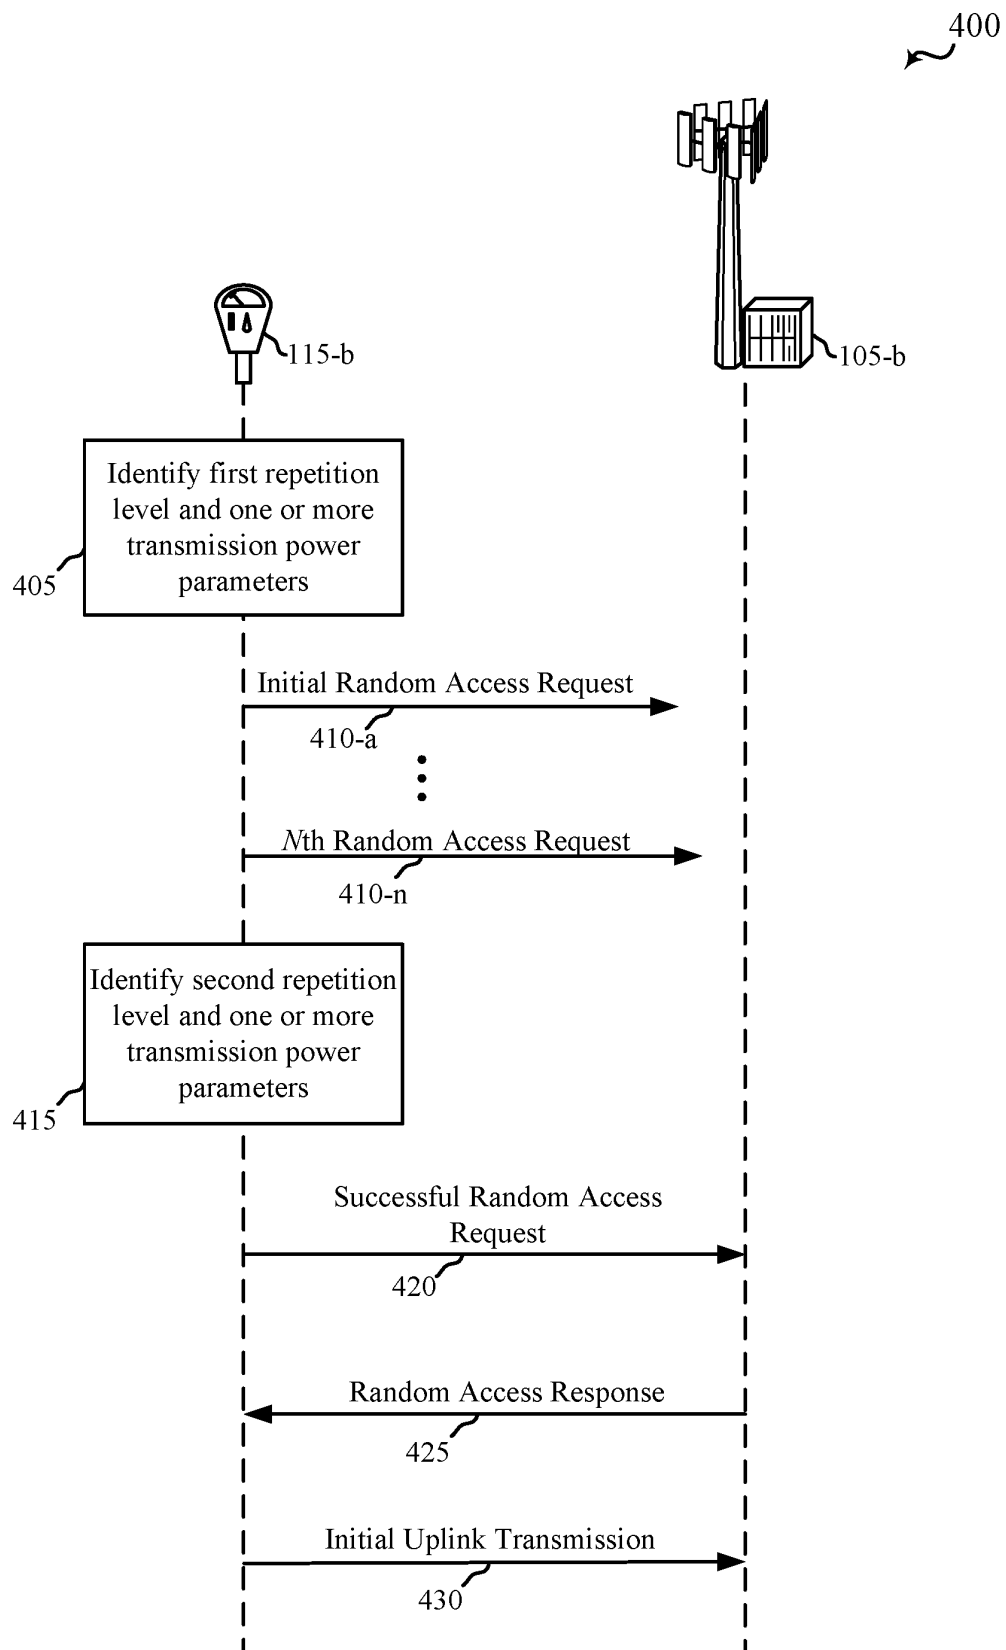 400
115-b
105-b
Identify first repetition
level and one or more
transmission power
parameters
405
Initial Random Access Request
410-a
Nth Random Access Request
410-n
Identify second repetition
level and one or more
transmission power
parameters
415
Successful Random Access
Request
420
Random Access Response
425
Initial Uplink Transmission
430